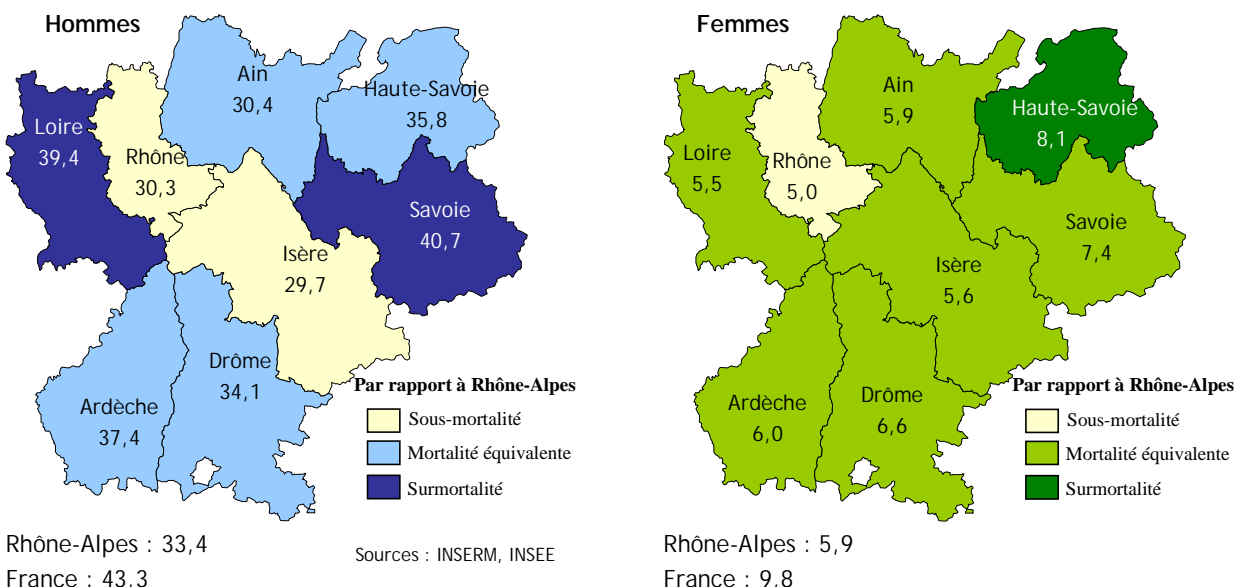 Hommes
Ain
30,4
Haute-Savoie
35,8
Loire
39,4
Rhône
30,3
Savoie
40,7
Isère
29,7
Drôme
34,1
Ardèche
37,4
Par rapport à Rhône-Alpes
Sous-mortalité
Mortalité équivalente
Surmortalité
Rhône-Alpes : 33,4
France : 43,3
Sources : INSERM, INSEE
Femmes
Ain
5,9
Haute-Savoie
8,1
Loire
5,5
Rhône
5,0
Savoie
7,4
Isère
5,6
Drôme
6,6
Ardèche
6,0
Par rapport à Rhône-Alpes
Sous-mortalité
Mortalité équivalente
Surmortalité
Rhône-Alpes : 5,9
France : 9,8